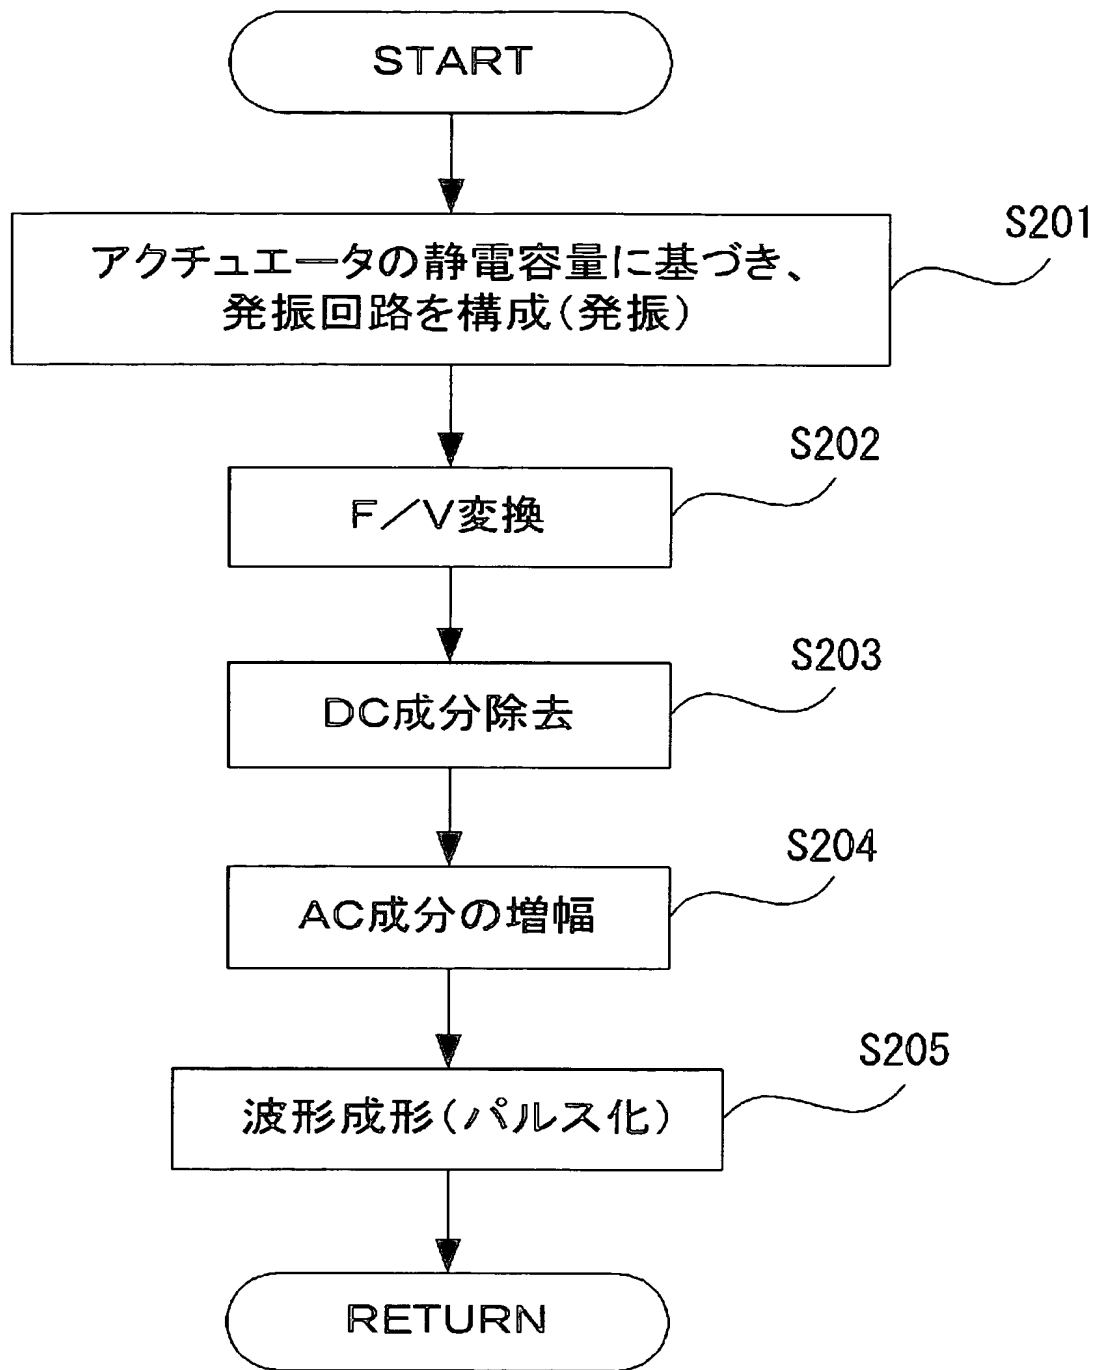 START
S201
アクチュエータの静電容量に基づき、
発振回路を構成(発振)
S202
F/V変換
S203
DC成分除去
S204
AC成分の増幅
S205
波形成形(パルス化)
RETURN